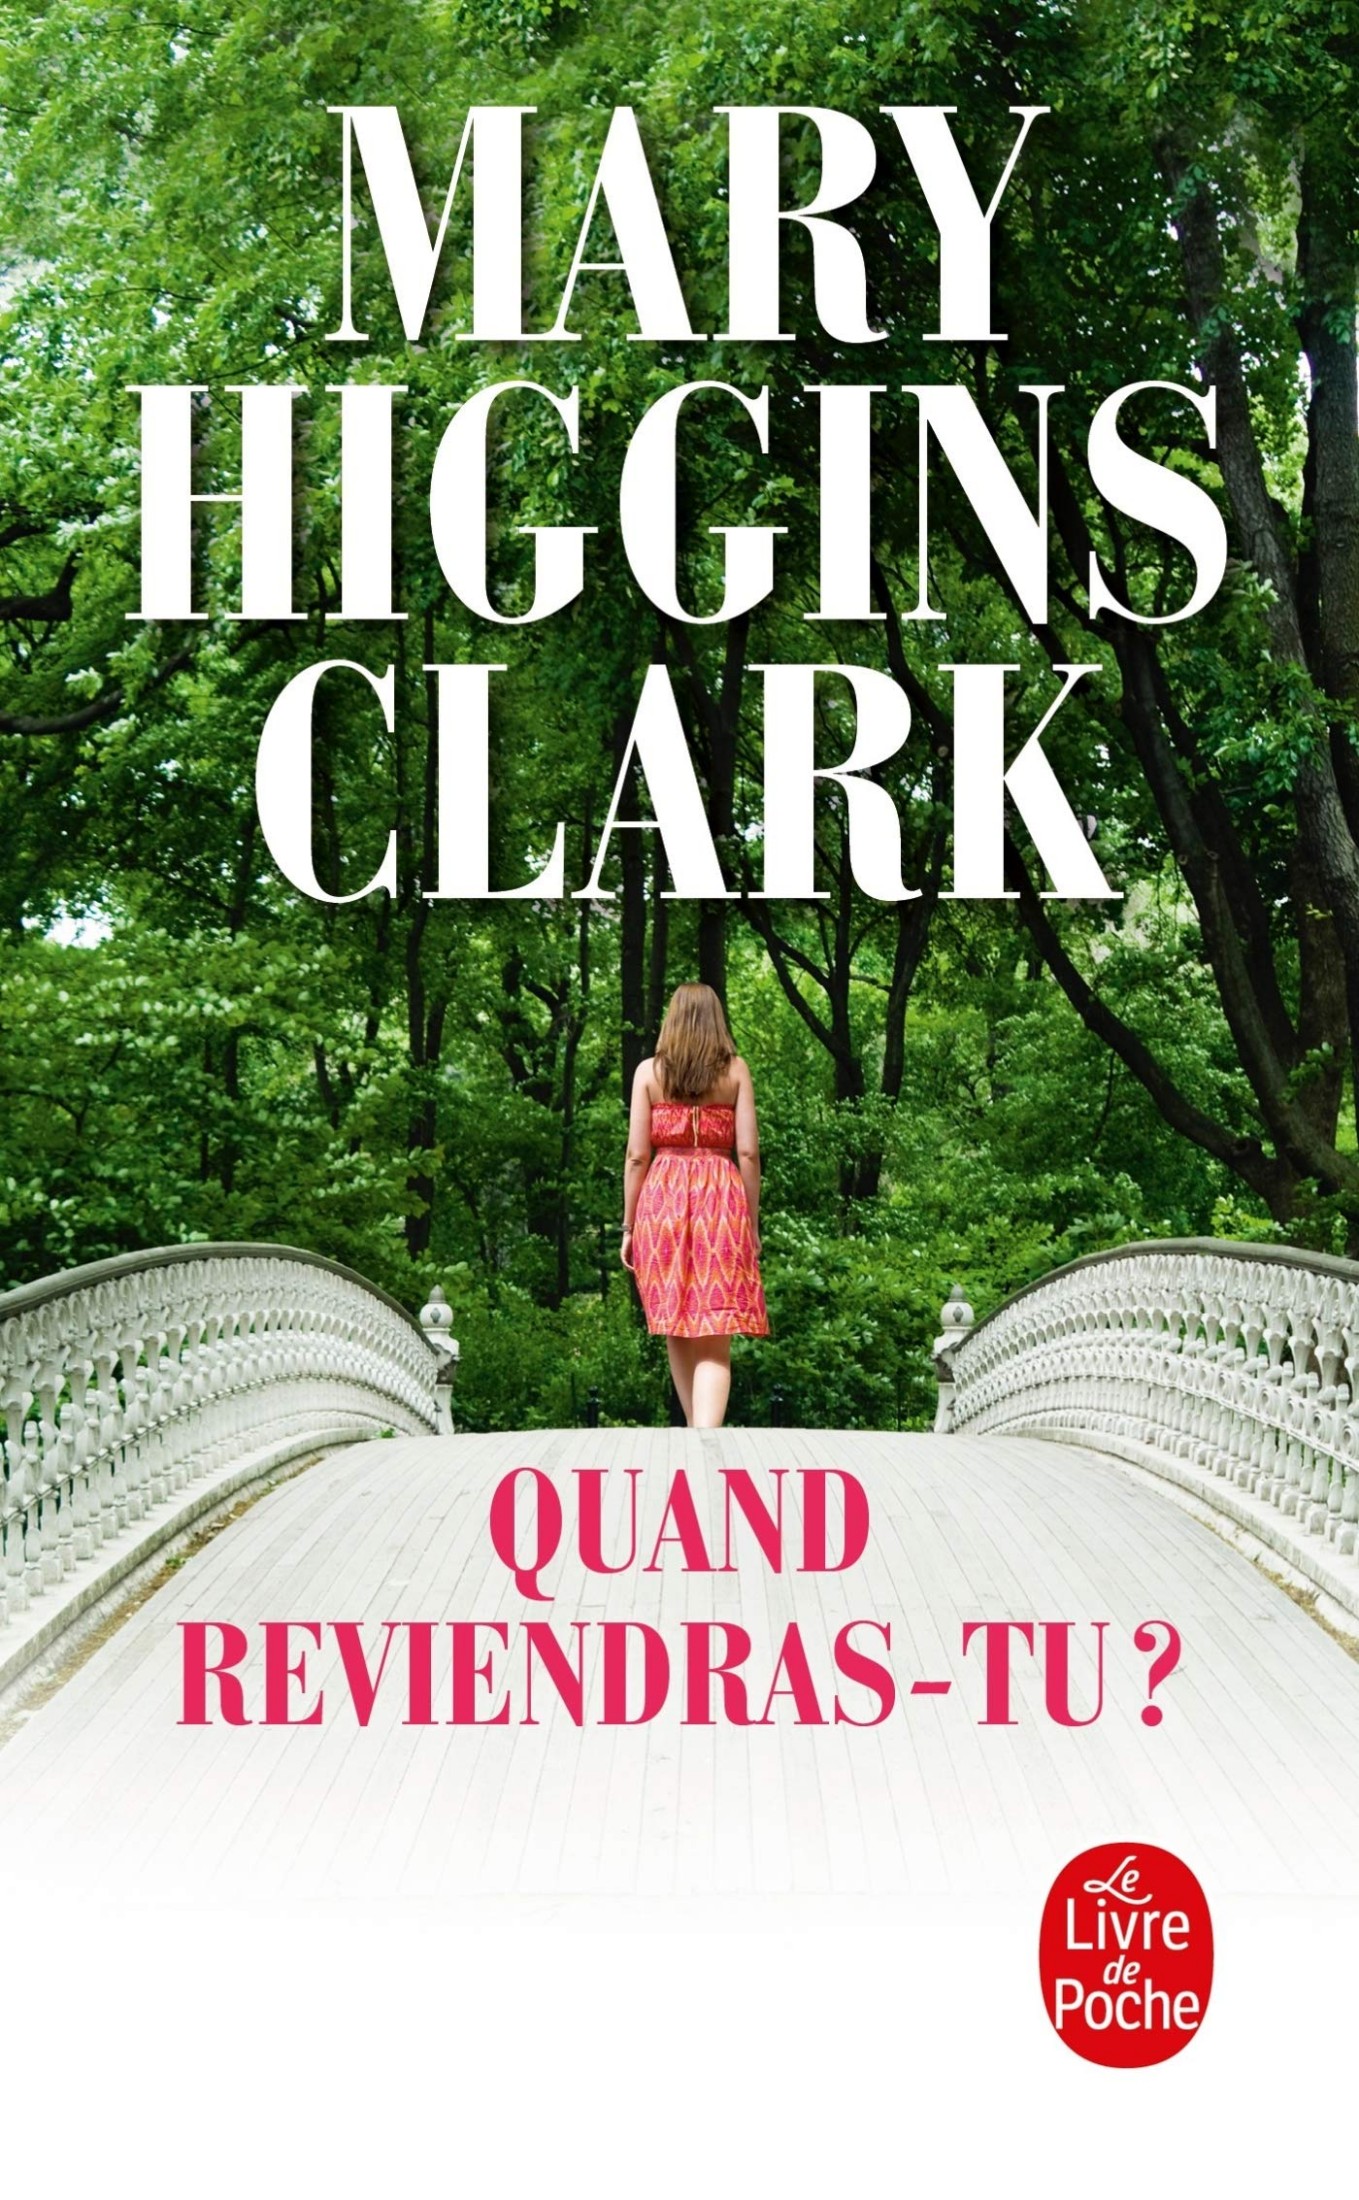 MARY
HIGGINS
CLARK
QUAND
REVIENDRAS-TU ?
Le
Livre
de
Poche